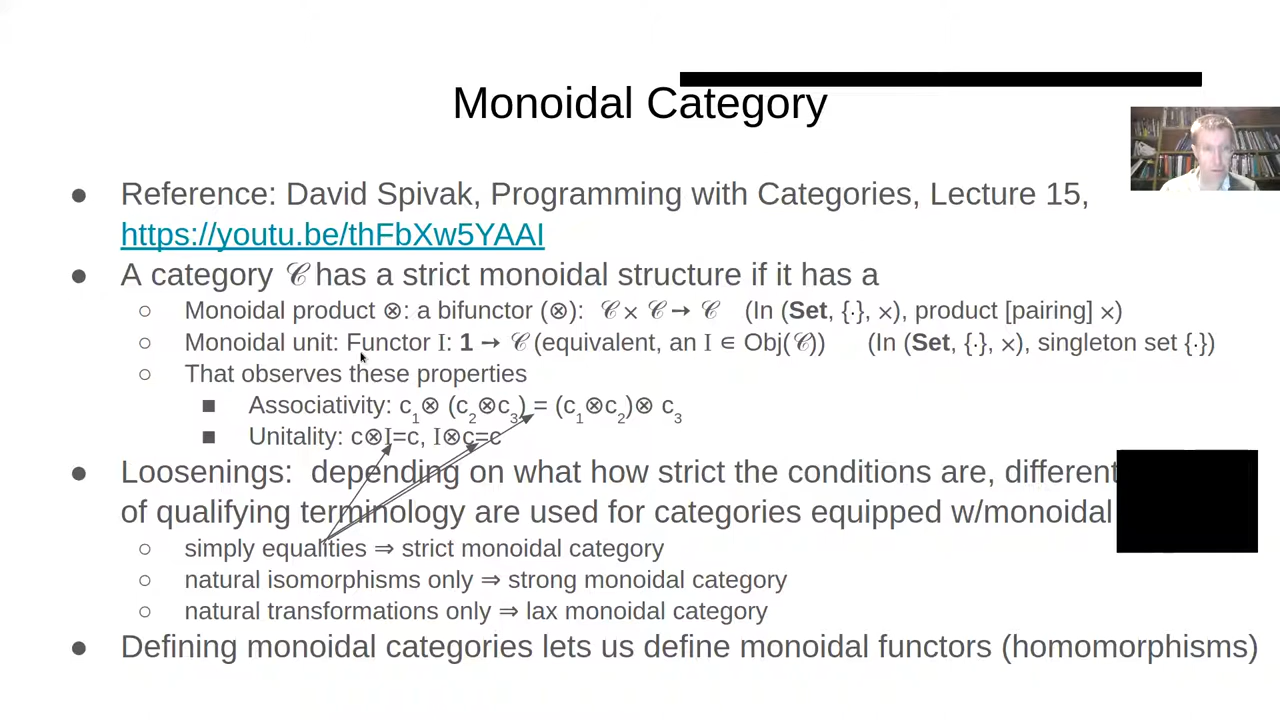 Monoidal Category
● Reference: David Spivak, Programming with Categories, Lecture 15,
https://youtu.be/thFbXw5YAAI
● A category 𝒞 has a strict monoidal structure if it has a
○ Monoidal product ⊗: a bifunctor (⊗): 𝒞 × 𝒞 → 𝒞 (In (Set, {·}, ×), product [pairing] ×)
○ Monoidal unit: Functor I: 1 → 𝒞 (equivalent, an I ∈ Obj(𝒞)) (In (Set, {·}, ×), singleton set {·})
○ That observes these properties
■ Associativity: c₁⊗ (c₂⊗c₃) = (c₁⊗c₂)⊗ c₃
■ Unitality: c⊗I=c, I⊗c=c
● Loosenings: depending on what how strict the conditions are, different
of qualifying terminology are used for categories equipped w/monoidal
○ simply equalities ⇒ strict monoidal category
○ natural isomorphisms only ⇒ strong monoidal category
○ natural transformations only ⇒ lax monoidal category
● Defining monoidal categories lets us define monoidal functors (homomorphisms)